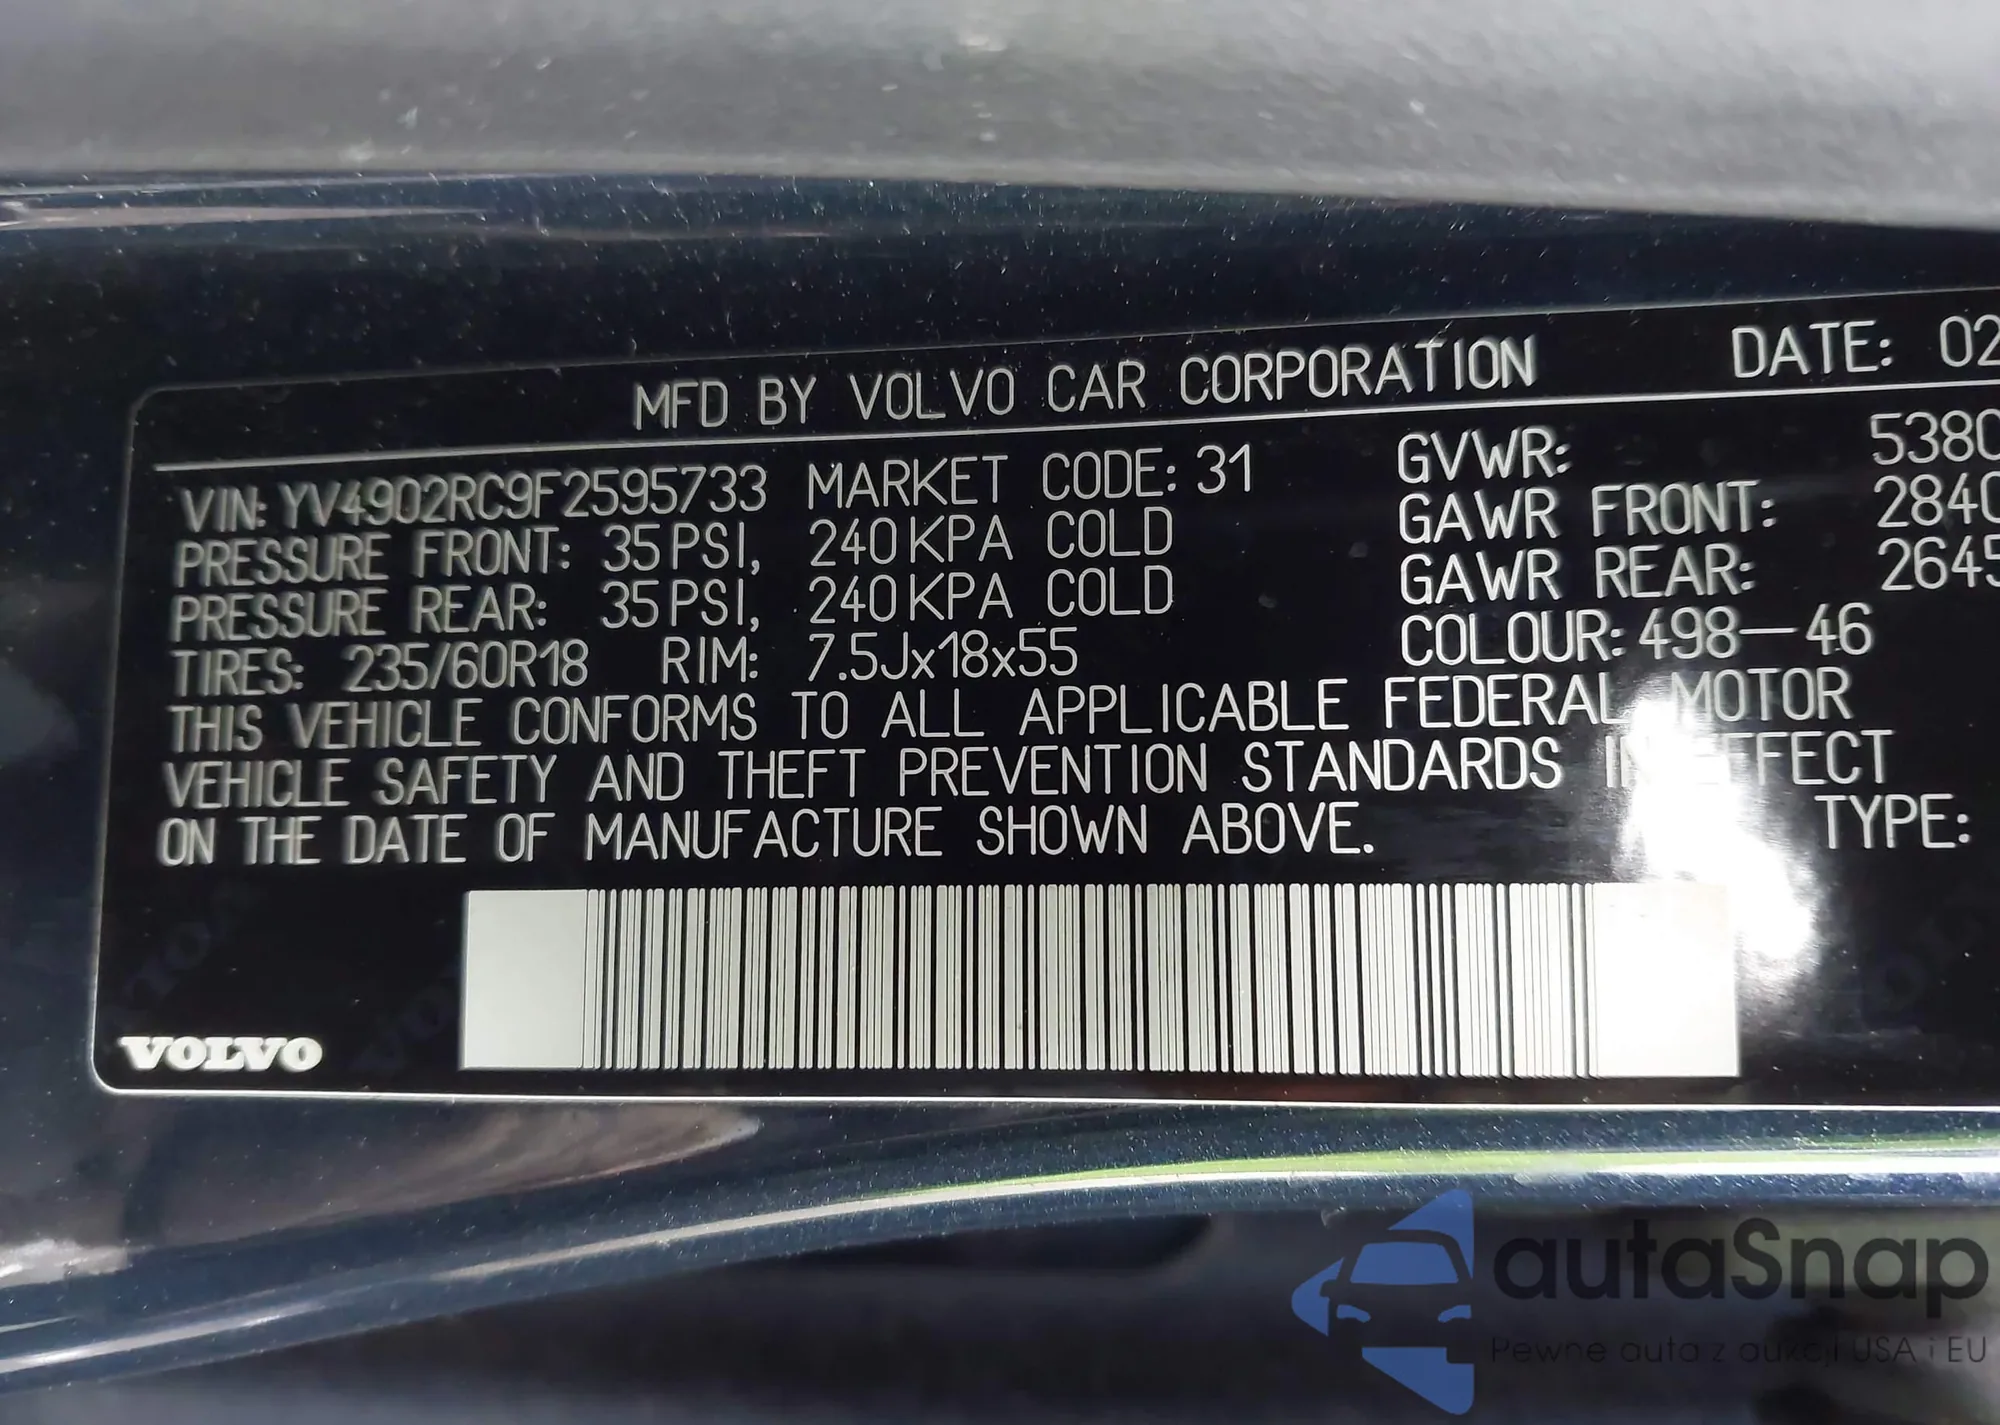 MFD BY VOLVO CAR CORPORATION DATE: 02
VIN: YV4902RC9F2595733 MARKET CODE: 31 GVWR: 5380
PRESSURE FRONT: 35PSI, 240KPA COLD GAWR FRONT: 2840
PRESSURE REAR: 35PSI, 240KPA COLD GAWR REAR: 2645
TIRES: 235/60R18 RIM: 7.5Jx18x55 COLOUR: 498-46
THIS VEHICLE CONFORMS TO ALL APPLICABLE FEDERAL MOTOR
VEHICLE SAFETY AND THEFT PREVENTION STANDARDS IN EFFECT
ON THE DATE OF MANUFACTURE SHOWN ABOVE. TYPE:
VOLVO
autaSnap
Pewne auta z aukcji USA i EU